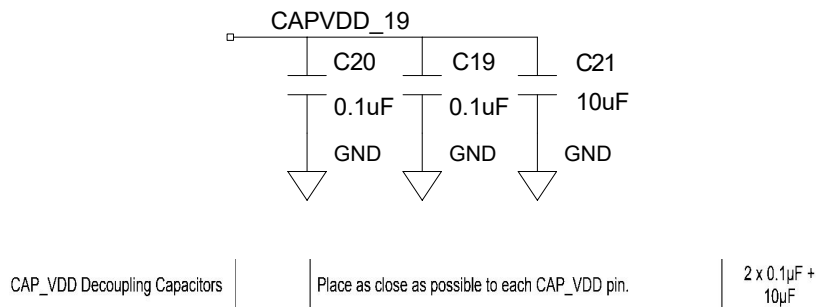 CAPVDD_19
C20 C19 C21
0.1uF 0.1uF 10uF
GND GND GND
CAP_VDD Decoupling Capacitors Place as close as possible to each CAP_VDD pin. 2 x 0.1µF +
10µF